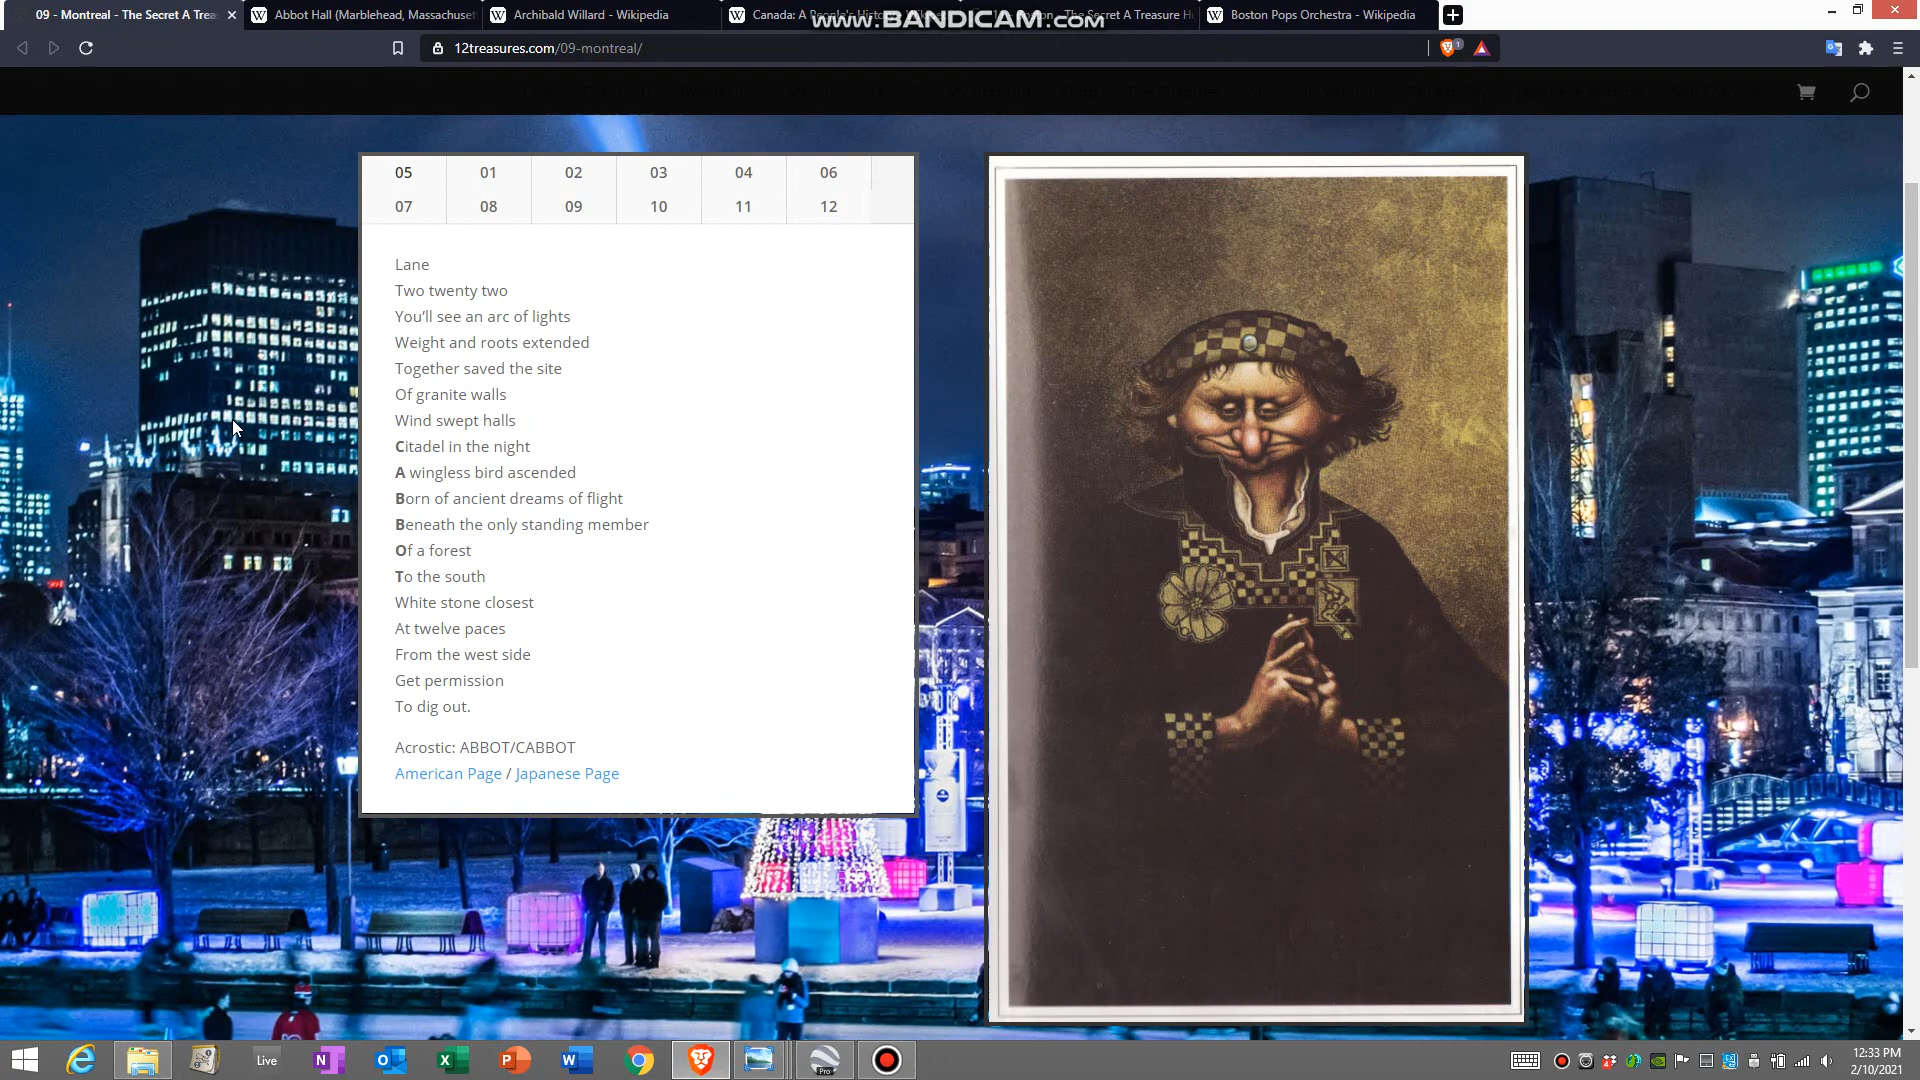 09 - Montreal - The Secret A Trea
Abbot Hall (Marblehead, Massachuset
Archibald Willard - Wikipedia
Canada: A People's Histo
The Secret A Treasure H
Boston Pops Orchestra - Wikipedia
www.BANDICAM.com
12treasures.com/09-montreal/
1
05 01 02 03 04 06
07 08 09 10 11 12
Lane
Two twenty two
You'll see an arc of lights
Weight and roots extended
Together saved the site
Of granite walls
Wind swept halls
Citadel in the night
A wingless bird ascended
Born of ancient dreams of flight
Beneath the only standing member
Of a forest
To the south
White stone closest
At twelve paces
From the west side
Get permission
To dig out.
Acrostic: ABBOT/CABBOT
American Page / Japanese Page
Live
Pro
12:33 PM
2/10/2021